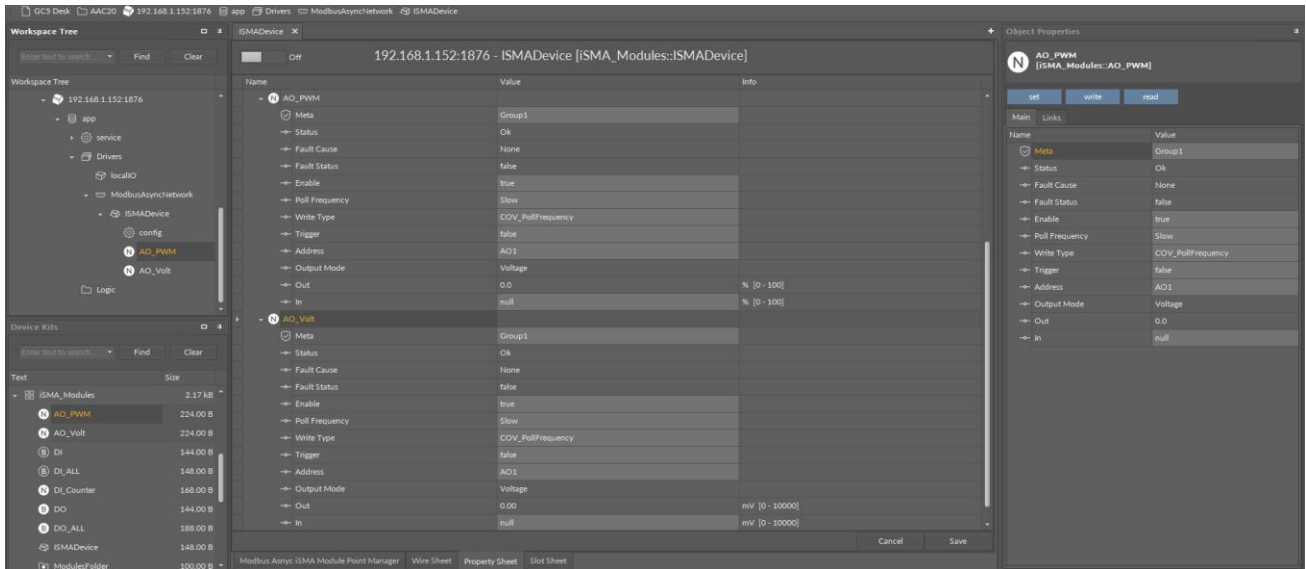 GC5 Desk AAC20 192.168.1.152:1876 app Drivers ModbusAsyncNetwork ISMADevice
Workspace Tree
Enter text to search... Find Clear
Workspace Tree
192.168.1.152:1876
app
service
Drivers
localIO
ModbusAsyncNetwork
ISMADevice
config
AO_PWM
AO_Volt
Logic
Device Kits
Enter text to search... Find Clear
Text Size
iSMA_Modules 2.17 kB
AO_PWM 224.00 B
AO_Volt 224.00 B
DI 144.00 B
DI_ALL 148.00 B
DI_Counter 168.00 B
DO 144.00 B
DO_ALL 188.00 B
ISMADevice 148.00 B
ModulesFolder 100.00 B
ISMADevice X
Off 192.168.1.152:1876 - ISMADevice [iSMA_Modules::ISMADevice]
Name Value Info
AO_PWM
Meta Group1
Status Ok
Fault Cause None
Fault Status false
Enable true
Poll Frequency Slow
Write Type COV_PollFrequency
Trigger false
Address AO1
Output Mode Voltage
Out 0.0 % [0 - 100]
In null % [0 - 100]
AO_Volt
Meta Group1
Status Ok
Fault Cause None
Fault Status false
Enable true
Poll Frequency Slow
Write Type COV_PollFrequency
Trigger false
Address AO1
Output Mode Voltage
Out 0.00 mV [0 - 10000]
In null mV [0 - 10000]
Cancel Save
Modbus Asnyc iSMA Module Point Manager Wire Sheet Property Sheet Slot Sheet
Object Properties
N AO_PWM
[iSMA_Modules::AO_PWM]
set write read
Main Links
Name Value
Meta Group1
Status Ok
Fault Cause None
Fault Status false
Enable true
Poll Frequency Slow
Write Type COV_PollFrequency
Trigger false
Address AO1
Output Mode Voltage
Out 0.0
In null